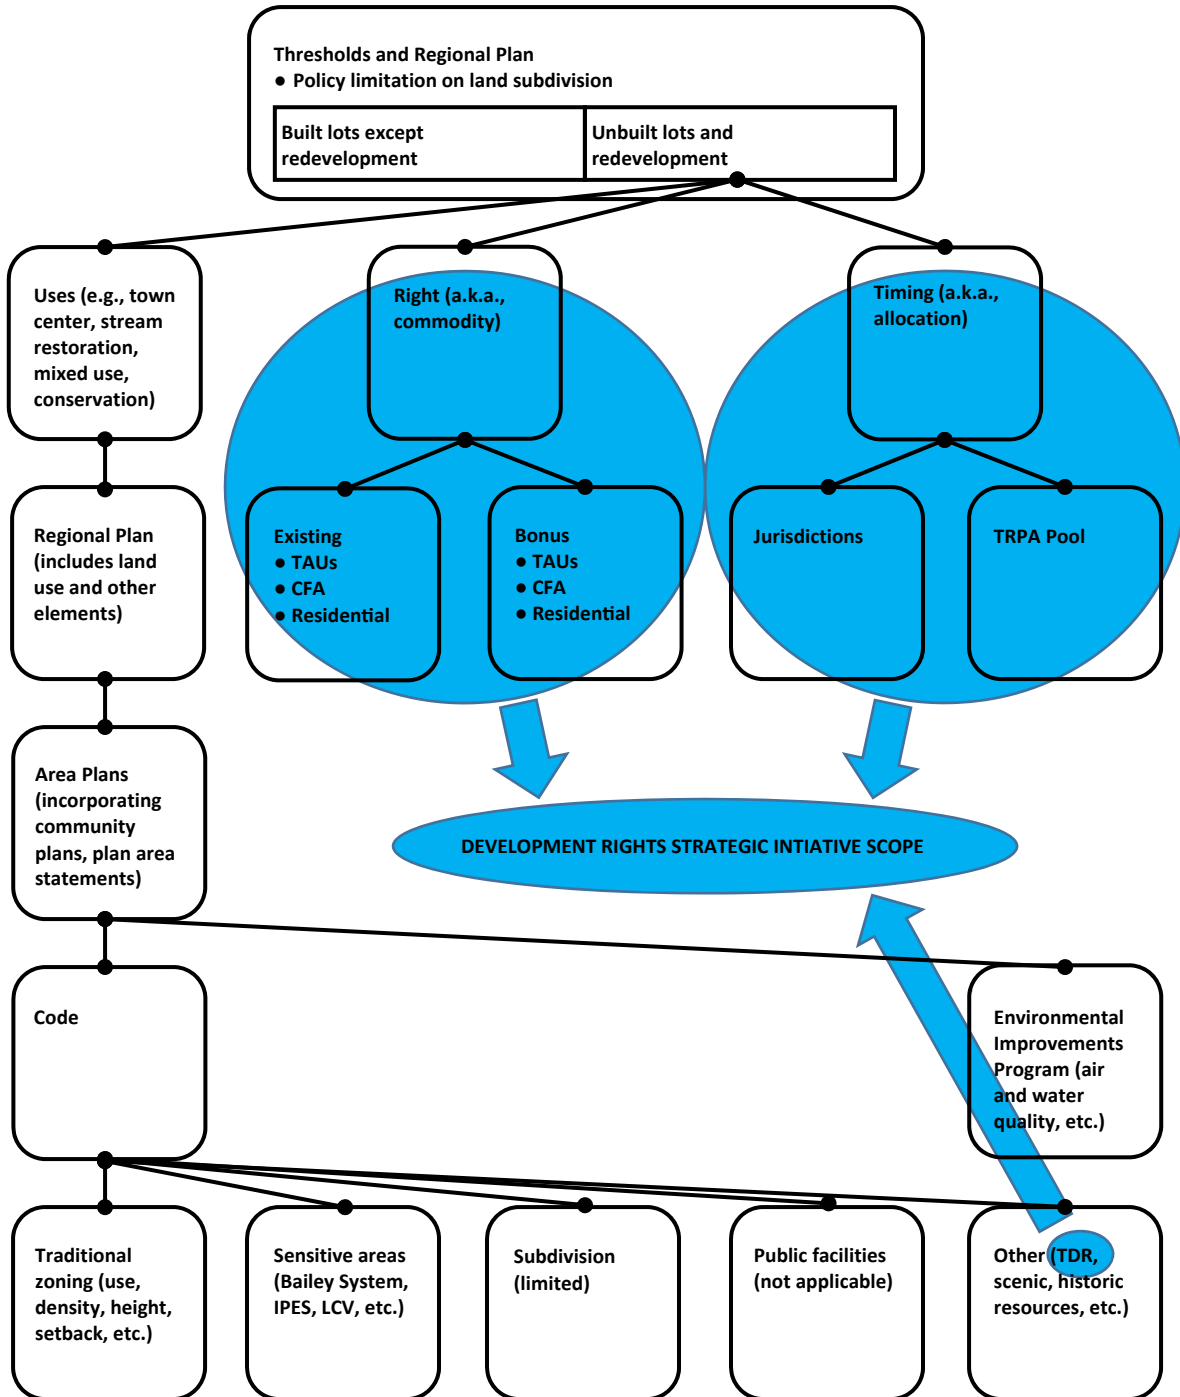 Thresholds and Regional Plan
● Policy limitation on land subdivision
Built lots except
redevelopment
Unbuilt lots and
redevelopment
Uses (e.g., town
center, stream
restoration,
mixed use,
conservation)
Right (a.k.a.,
commodity)
Timing (a.k.a.,
allocation)
Regional Plan
(includes land
use and other
elements)
Existing
● TAUs
● CFA
● Residential
Bonus
● TAUs
● CFA
● Residential
Jurisdictions
TRPA Pool
Area Plans
(incorporating
community
plans, plan area
statements)
DEVELOPMENT RIGHTS STRATEGIC INTIATIVE SCOPE
Code
Environmental
Improvements
Program (air
and water
quality, etc.)
Traditional
zoning (use,
density, height,
setback, etc.)
Sensitive areas
(Bailey System,
IPES, LCV, etc.)
Subdivision
(limited)
Public facilities
(not applicable)
Other (TDR,
scenic, historic
resources, etc.)